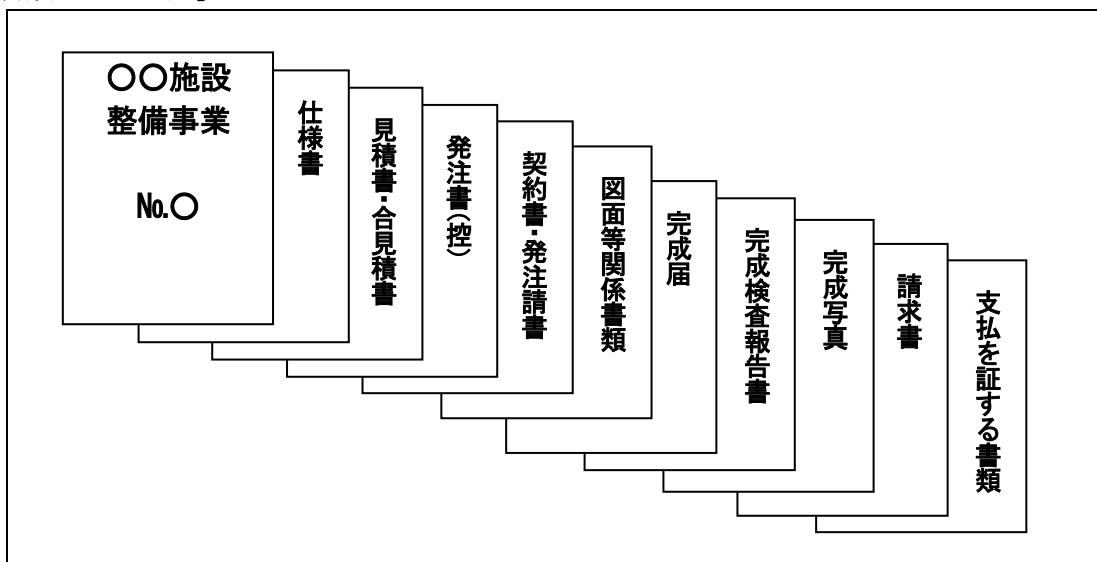 〇〇施設
整備事業
№〇
仕様書
見積書・合見積書
発注書(控)
契約書・発注請書
図面等関係書類
完成届
完成検査報告書
完成写真
請求書
支払を証する書類